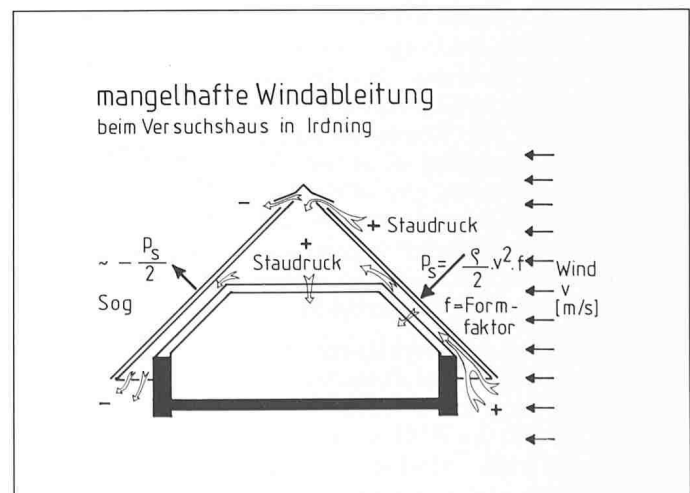 mangelhafte Windableitung
beim Versuchshaus in Irdning
-
+ Staudruck
+
Staudruck
~ - pₛ/2
Sog
pₛ = ρ/2 . v² . f
f = Form-
faktor
Wind
v
[m/s]
-
+